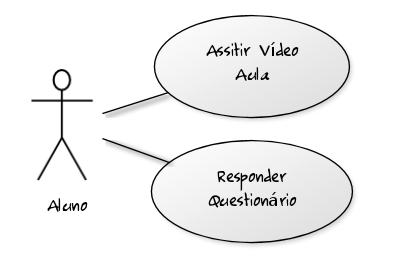 Assitir Vídeo
Aula
Aluno
Responder
Questionário